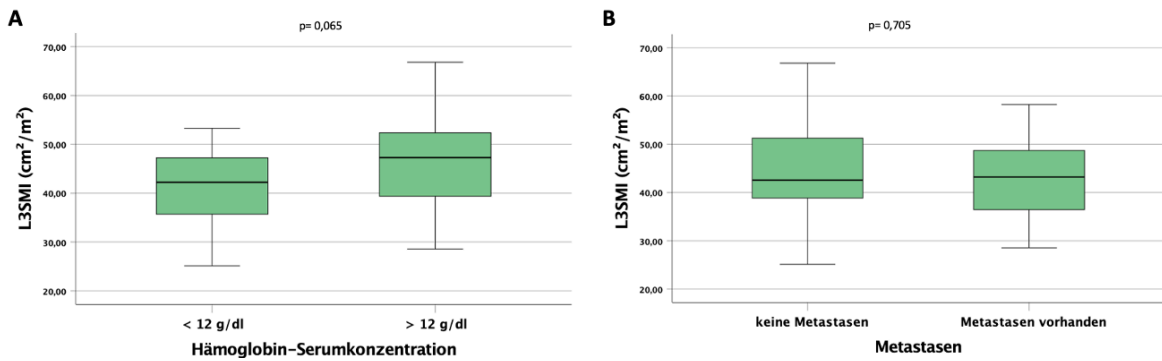 A
p= 0,065
L3SMI (cm²/m²)
70,00
60,00
50,00
40,00
30,00
20,00
< 12 g/dl
> 12 g/dl
Hämoglobin-Serumkonzentration
B
p= 0,705
L3SMI (cm²/m²)
70,00
60,00
50,00
40,00
30,00
20,00
keine Metastasen
Metastasen vorhanden
Metastasen